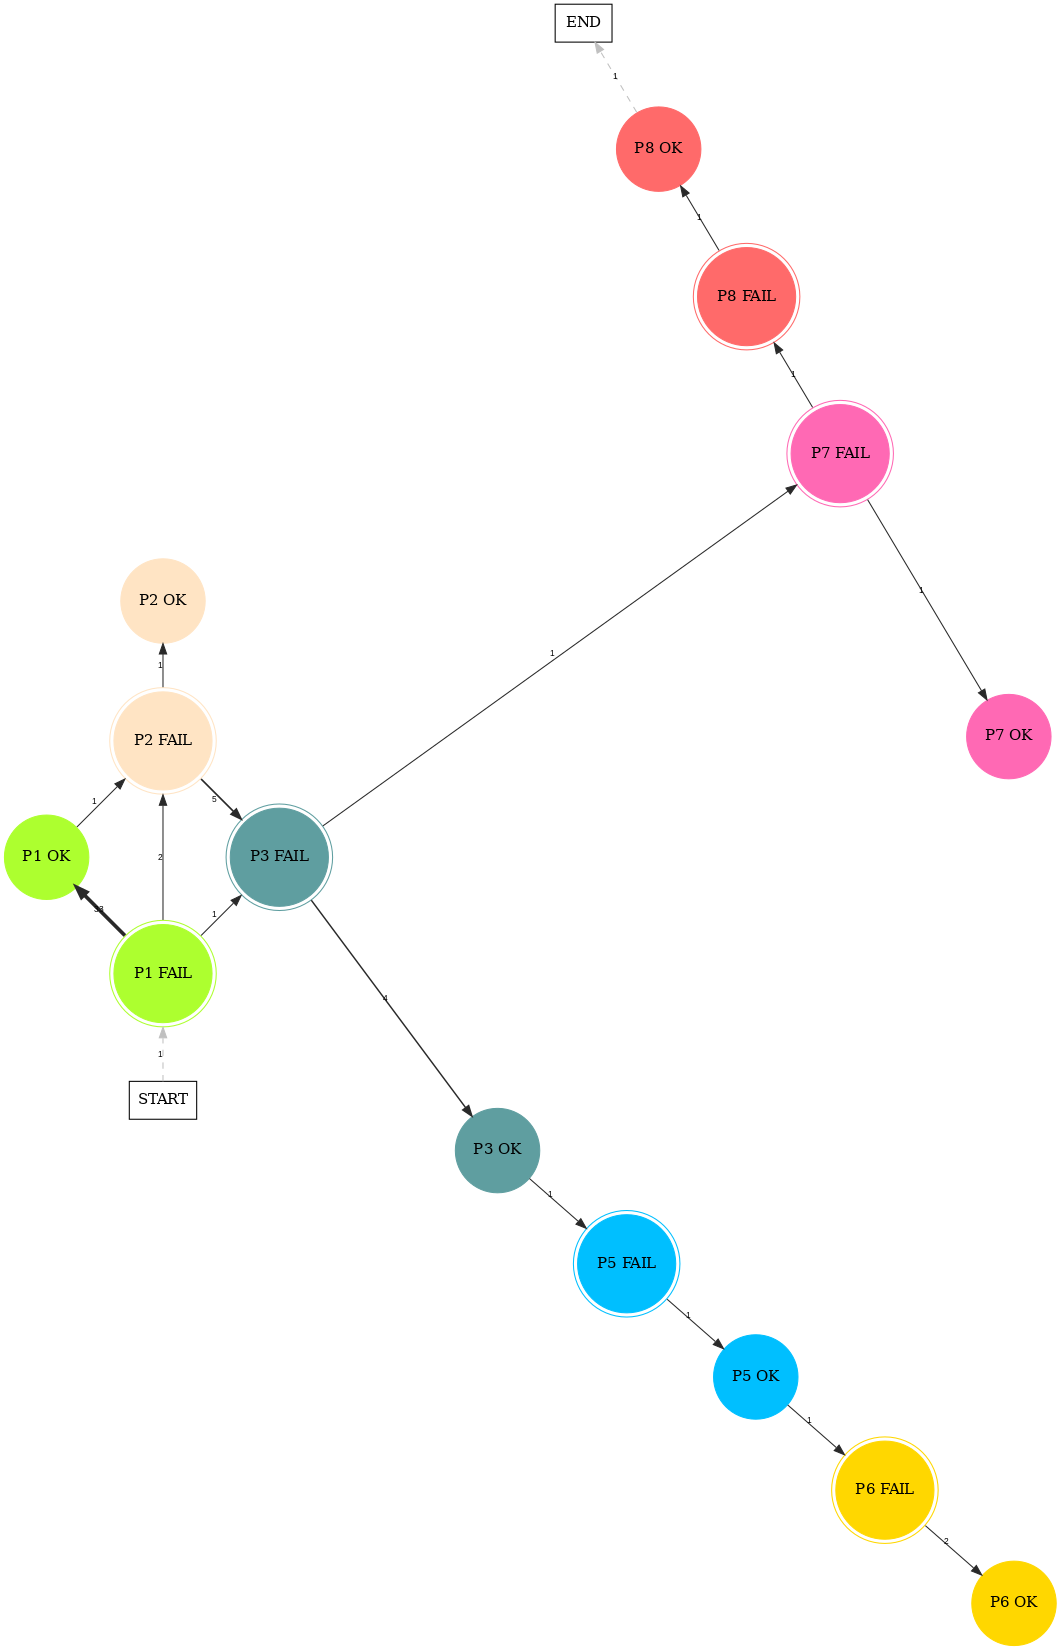 END
1
P8 OK
1
P8 FAIL
1
P7 FAIL
1
P2 OK
1
1
P2 FAIL
P7 OK
5
1
P1 OK
2
P3 FAIL
1
P1 FAIL
4
1
START
P3 OK
1
P5 FAIL
1
P5 OK
1
P6 FAIL
2
P6 OK